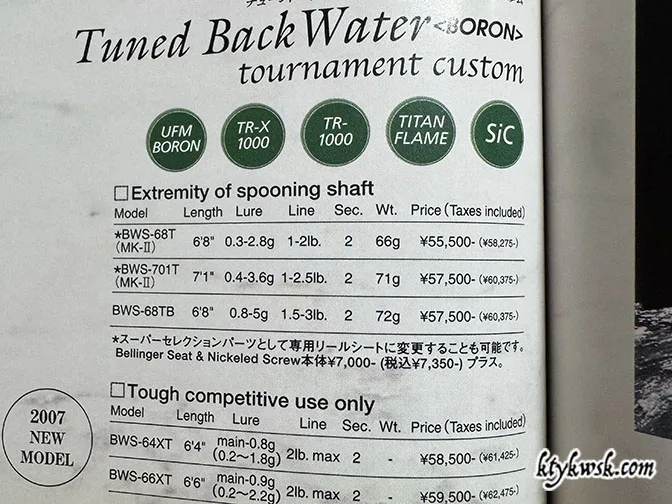 Tuned BackWater<BORON>
tournament custom
UFM BORON
TR-X 1000
TR-1000
TITAN FLAME
SiC
□Extremity of spooning shaft
Model Length Lure Line Sec. Wt. Price (Taxes included)
*BWS-68T (MK-Ⅱ) 6'8" 0.3-2.8g 1-2lb. 2 66g ¥55,500- (¥58,275-)
*BWS-701T (MK-Ⅱ) 7'1" 0.4-3.6g 1-2.5lb. 2 71g ¥57,500- (¥60,375-)
BWS-68TB 6'8" 0.8-5g 1.5-3lb. 2 72g ¥57,500- (¥60,375-)
*スーパーセレクションパーツとして専用リールシートに変更することも可能です。
Bellinger Seat & Nickeled Screw本体¥7,000- (税込¥7,350-) プラス。
□Tough competitive use only
Model Length Lure Line Sec. Wt. Price (Taxes included)
2007 NEW MODEL
BWS-64XT 6'4" main-0.8g (0.2〜1.8g) 2lb. max 2 - ¥58,500- (¥61,425-)
BWS-66XT 6'6" main-0.9g (0.2〜2.2g) 2lb. max 2 - ¥59,500- (¥62,475-)
ktykwsk.com